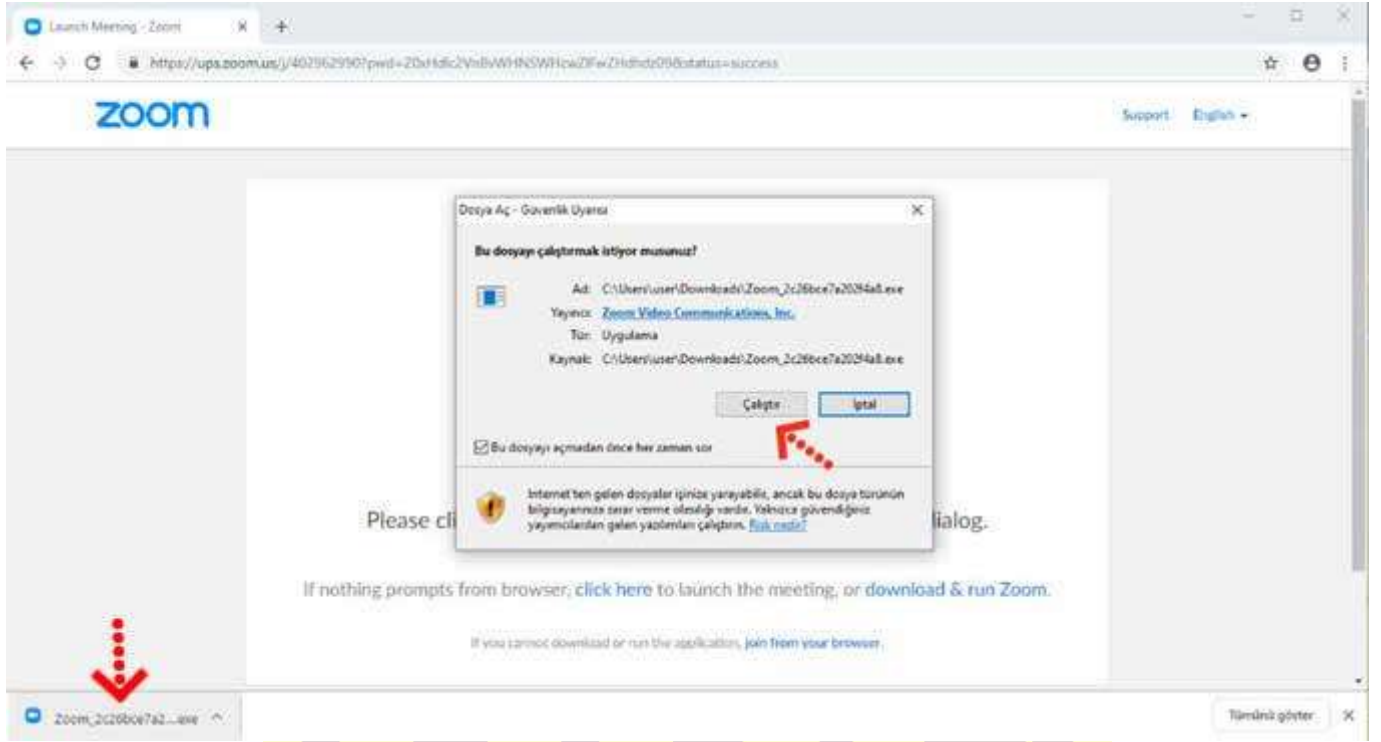 Launch Meeting - Zoom
zoom
Support English
Dosya Aç - Güvenlik Uyarısı
Bu dosyayı çalıştırmak istiyor musunuz?
Ad: C:\Users\user\Downloads\Zoom_2c26bce7a202f4a8.exe
Yayıncı: Zoom Video Communications, Inc.
Tür: Uygulama
Kaynak: C:\Users\user\Downloads\Zoom_2c26bce7a202f4a8.exe
Çalıştır İptal
Bu dosyayı açmadan önce her zaman sor
Internet'ten gelen dosyalar işinize yarayabilir, ancak bu dosya türünün
bilgisayarınıza zarar verme olasılığı vardır. Yalnızca güvendiğiniz
yayımcılardan gelen yazılımları çalıştırın. Risk nedir?
Please cli ialog.
If nothing prompts from browser, click here to launch the meeting, or download & run Zoom.
If you cannot download or run the application, join from your browser.
Zoom_2c26bce7a2....exe
Tümünü göster